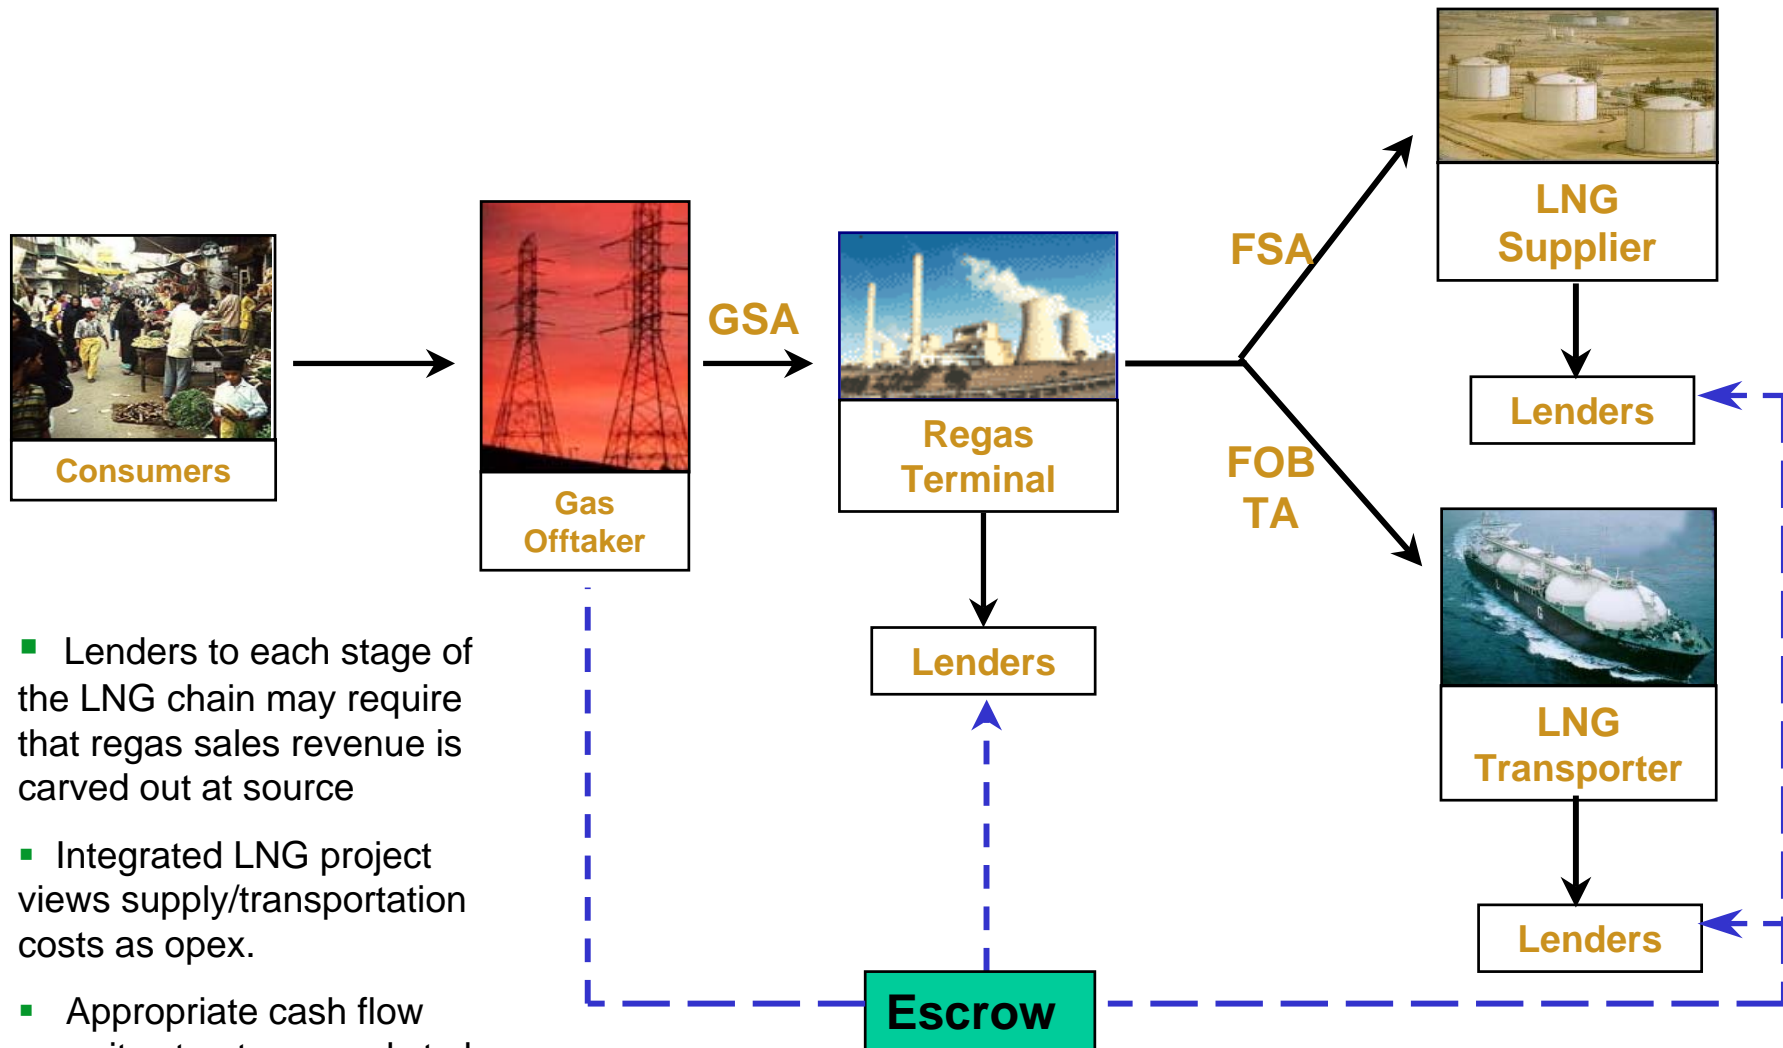 LNG
Supplier
FSA
GSA
Consumers
Gas
Offtaker
Regas
Terminal
Lenders
FOB
TA
Lenders
LNG
LNG
Transporter
Lenders
Escrow
▪ Lenders to each stage of
the LNG chain may require
that regas sales revenue is
carved out at source
▪ Integrated LNG project
views supply/transportation
costs as opex.
▪ Appropriate cash flow